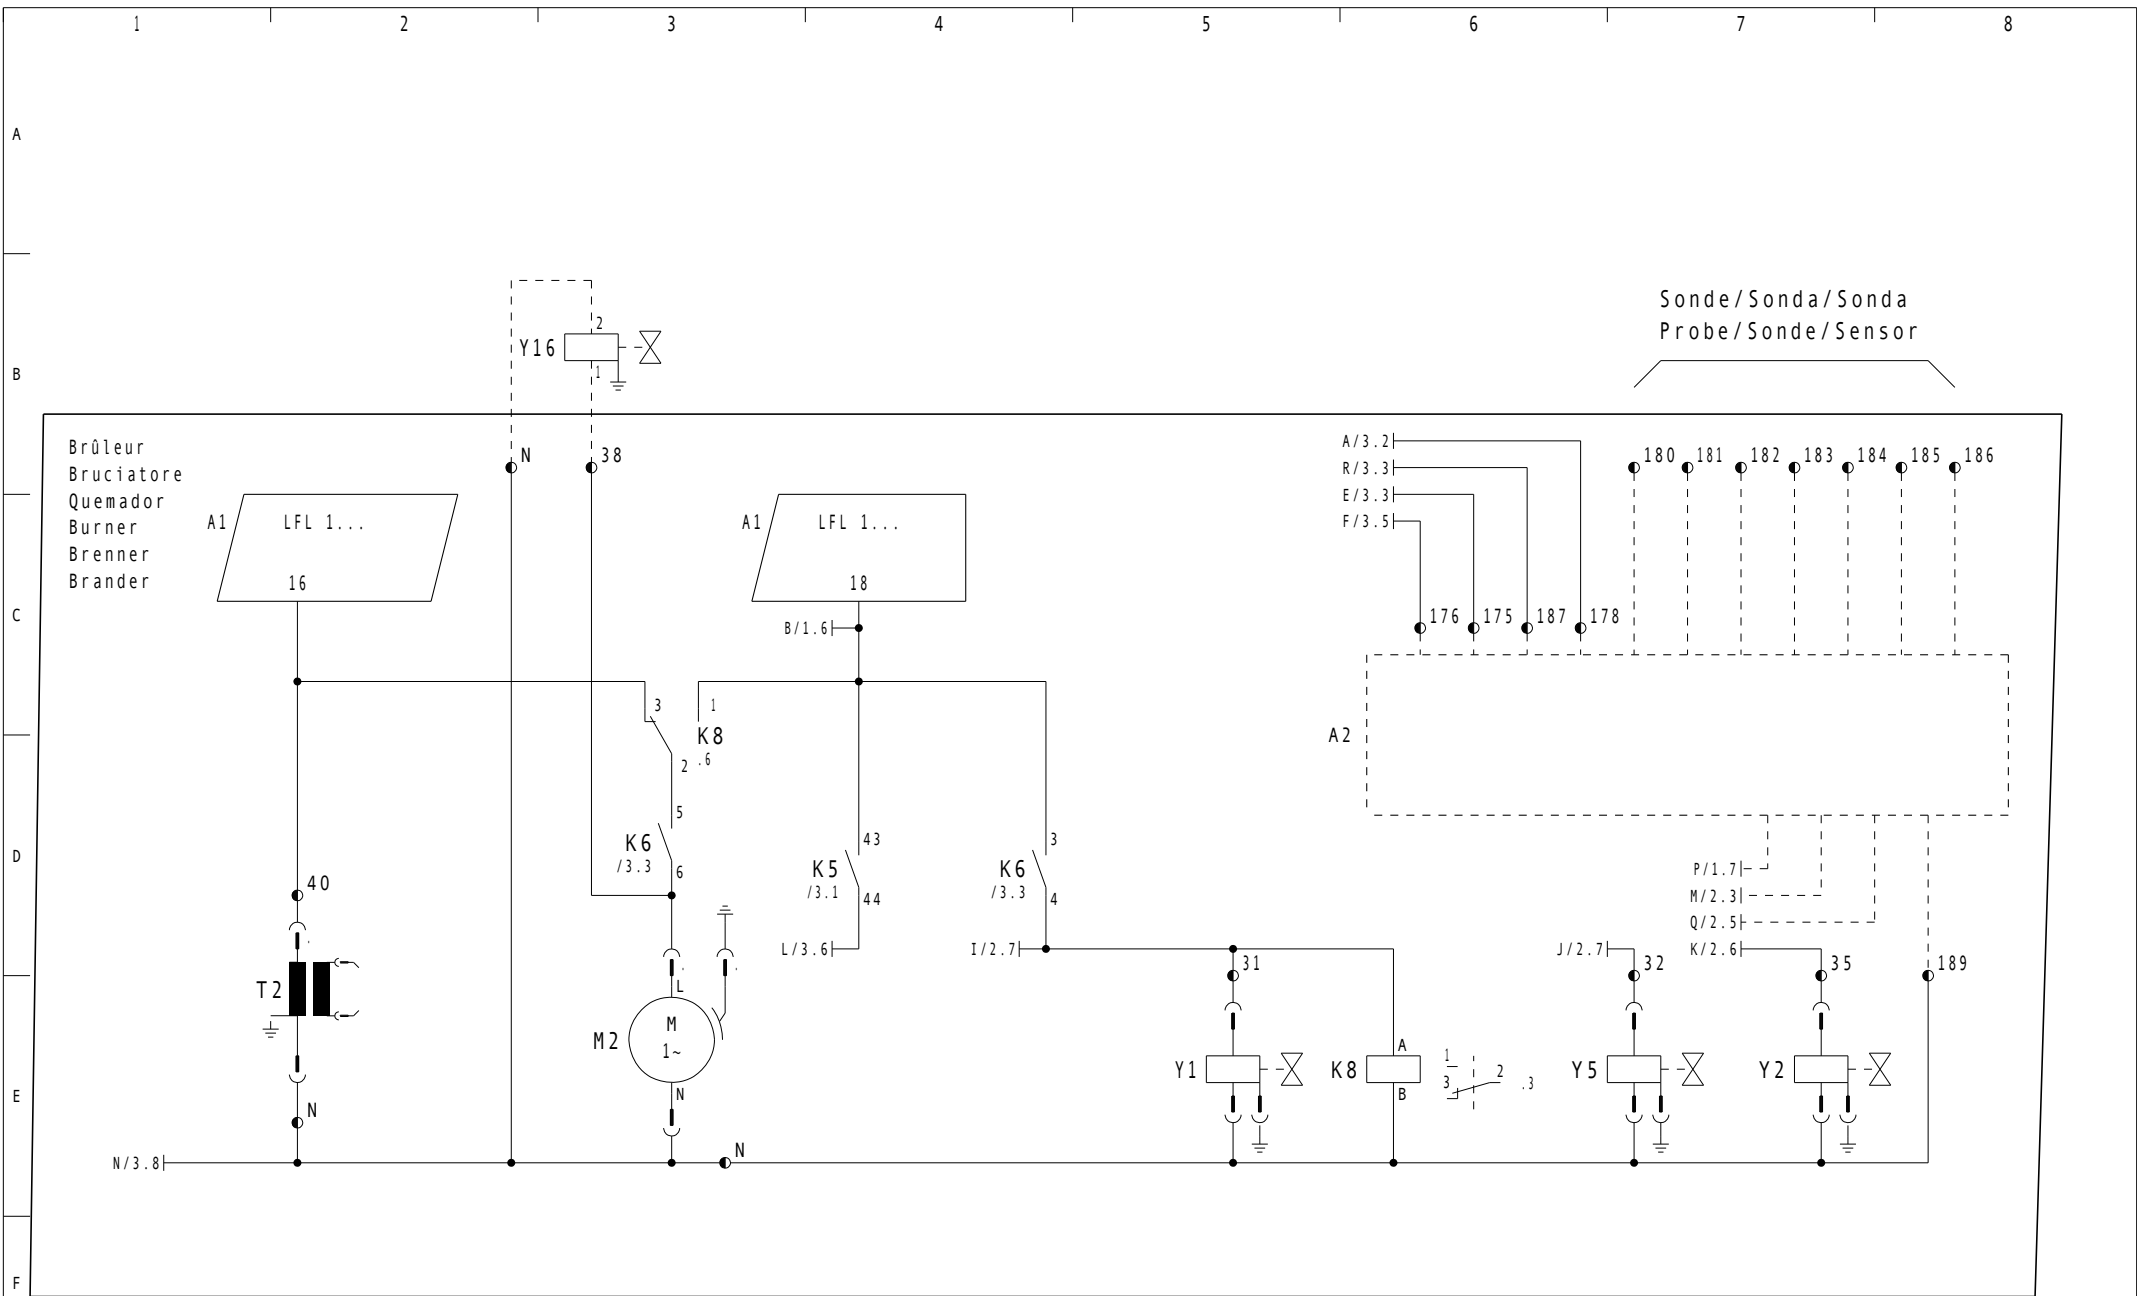 1 2 3 4 5 6 7 8
A
Sonde/Sonda/Sonda
Probe/Sonde/Sensor
2
Y16
1
B
Brûleur
Bruciatore
Quemador
Burner
Brenner
Brander
N 38
A/3.2
R/3.3
E/3.3
F/3.5
180 181 182 183 184 185 186
A1 LFL 1...
16
A1 LFL 1...
18
C
B/1.6
176 175 187 178
3 1
K8
2 .6
A2
5
K6
/3.3
6
D
43
K5
/3.1
44
3
K6
/3.3
4
40
P/1.7
M/2.3
Q/2.5
K/2.6
L/3.6
I/2.7
J/2.7
31 32 35 189
T2
L
M2
M
1~
N
Y1
K8
A
B
1
3 2 .3
Y5
Y2
E
N
N
N/3.8
F